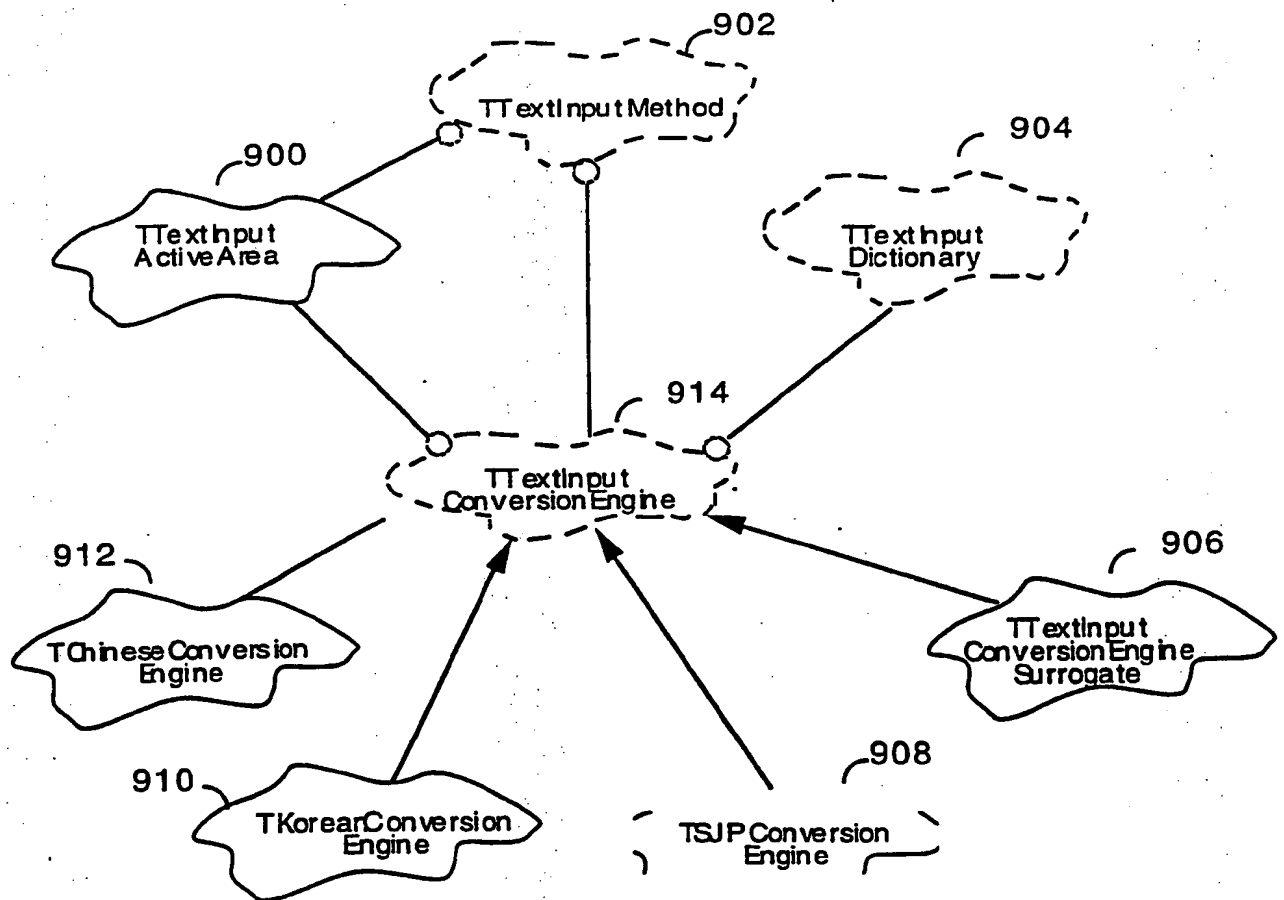 902
TTextInputMethod
904
900
TTextInput
ActiveArea
TTextInput
Dictionary
914
TTextInput
ConversionEngine
912
906
TChineseConversion
Engine
TTextInput
ConversionEngine
Surrogate
908
910
TKoreanConversion
Engine
TSJPConversion
Engine